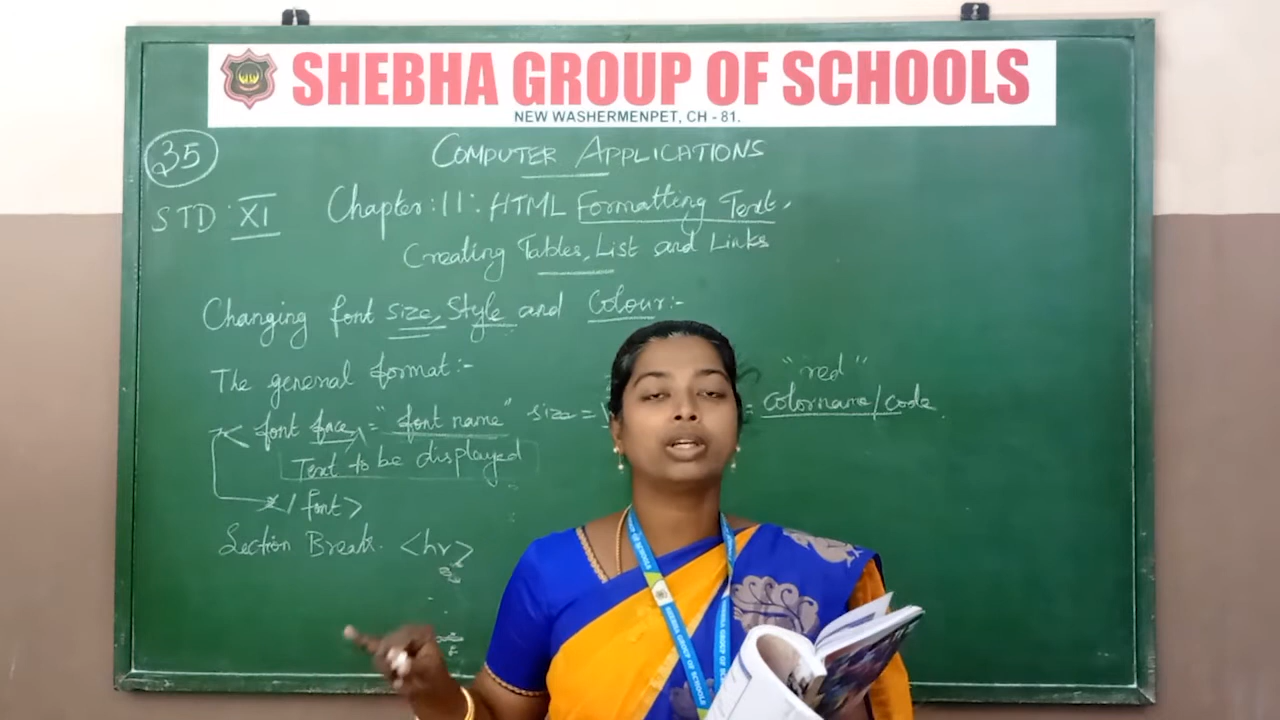 SHEBHA GROUP OF SCHOOLS
NEW WASHERMENPET, CH - 81.
35
COMPUTER APPLICATIONS
STD: XI
Chapter: 11: HTML Formatting Text,
Creating Tables, List and Links
Changing font size, Style and Colour:-
The general format:-
"red"
< font face = "font name" size = = Colorname/code
Text to be displayed
</font>
Section Break <hr>